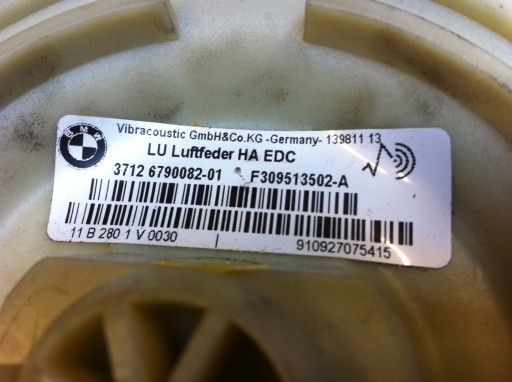 BMW
Vibracoustic GmbH&Co.KG -Germany- 139811 13
LU Luftfeder HA EDC
3712 6790082-01 F309513502-A
11 B 280 1 V 0030 | 910927075415